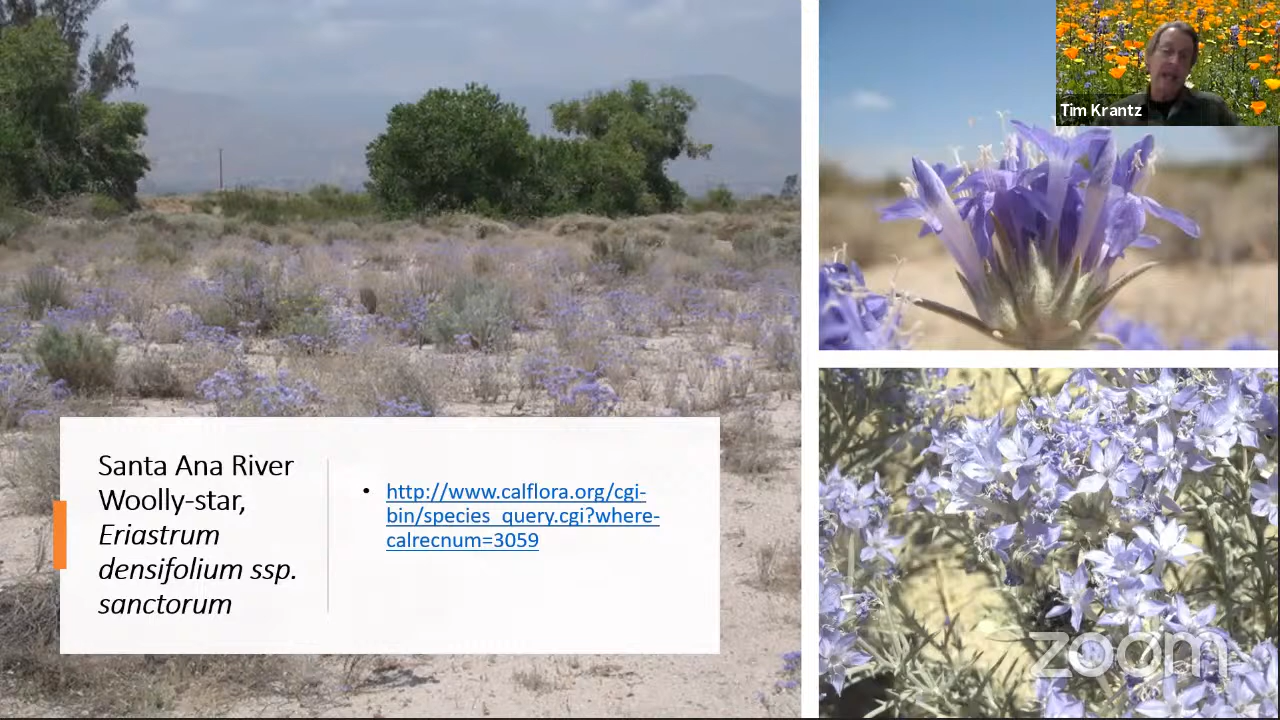 Tim Krantz
Santa Ana River
Woolly-star,
Eriastrum
densifolium ssp.
sanctorum
• http://www.calflora.org/cgi-
bin/species_query.cgi?where-
calrecnum=3059
zoom